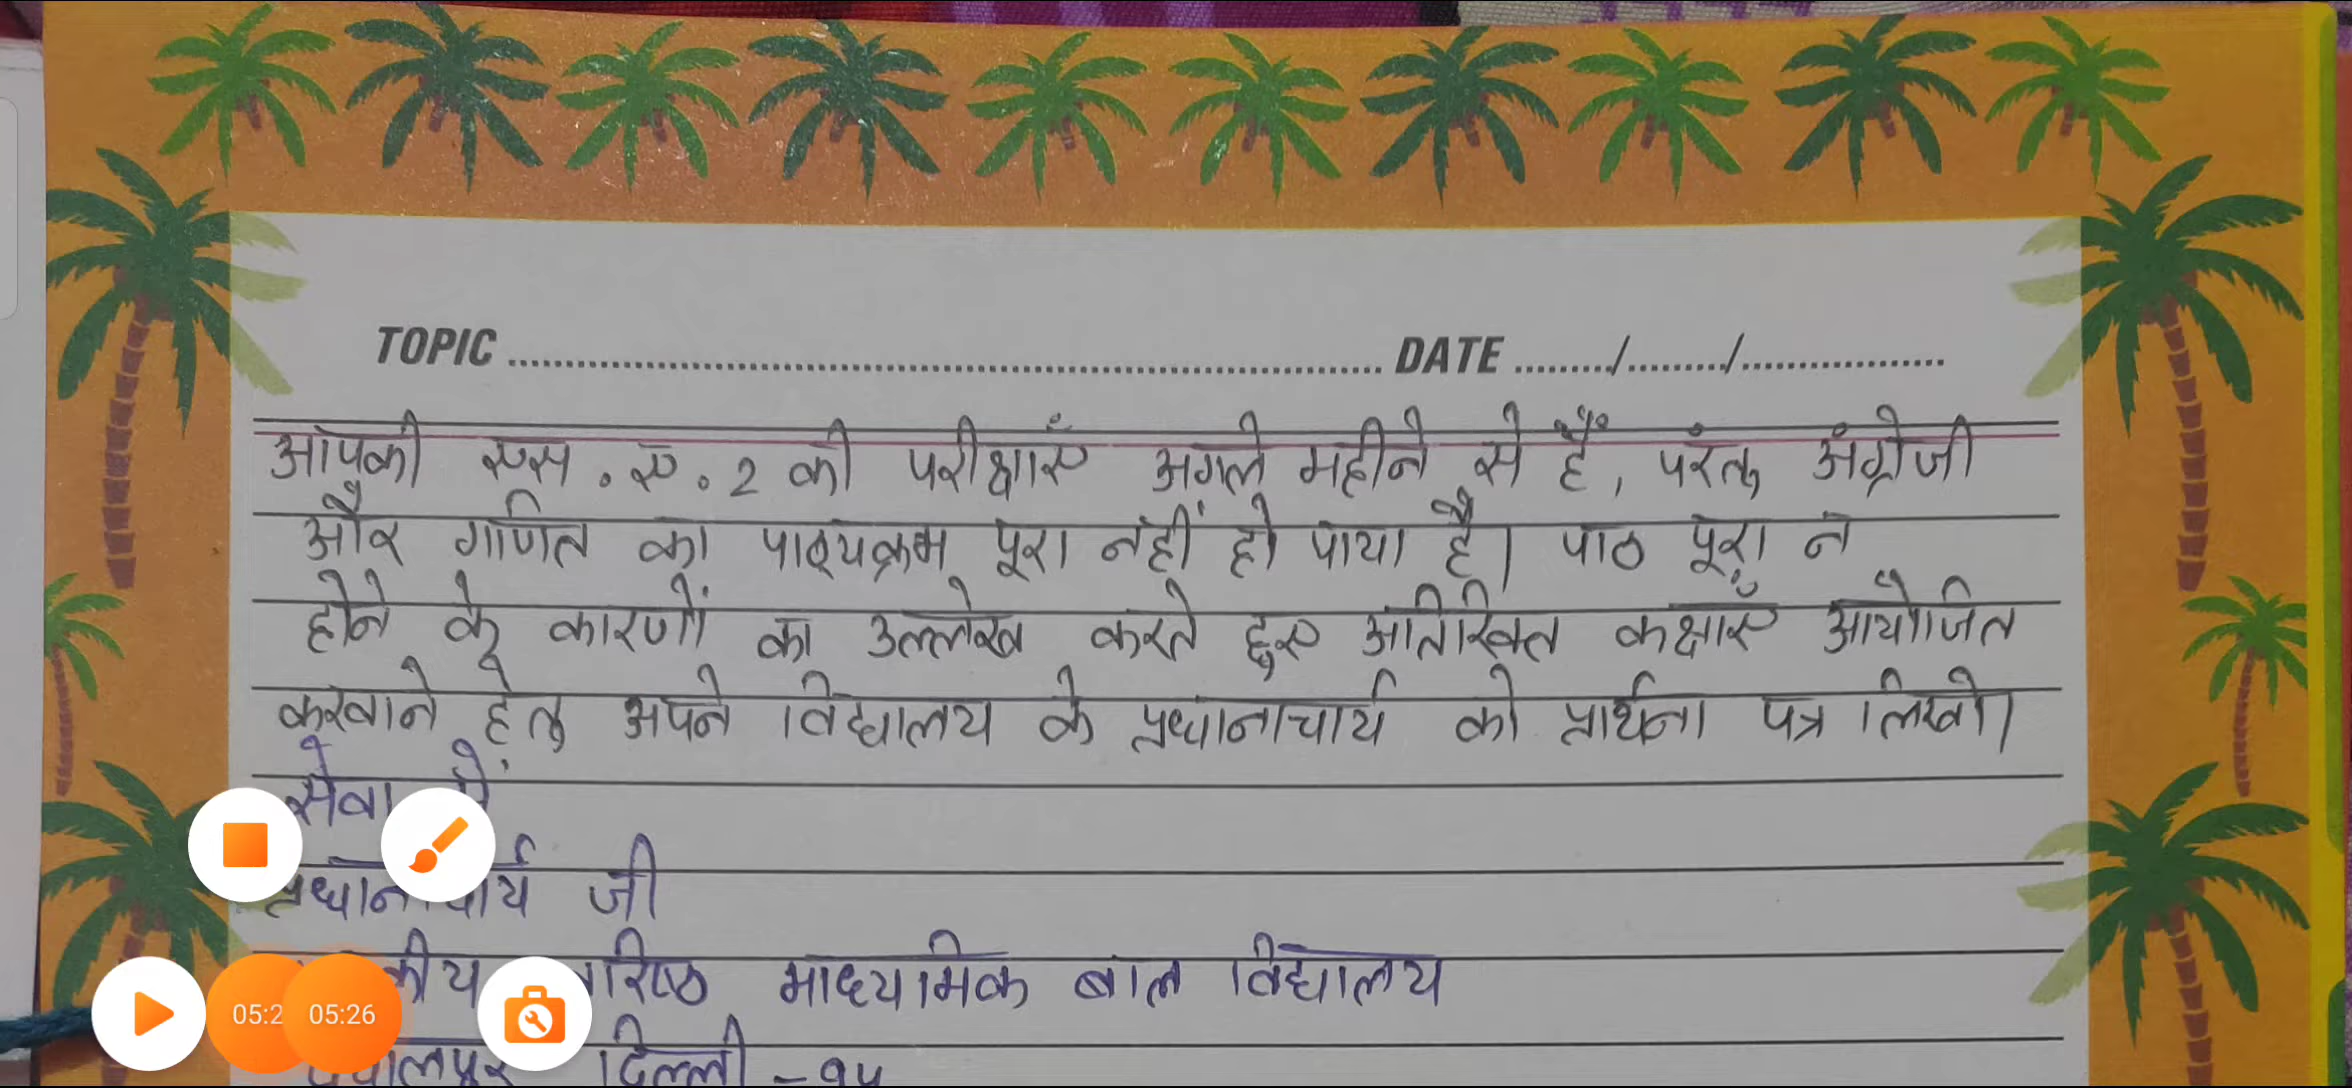 TOPIC
DATE
आपकी एस.ए.2 की परीक्षाएँ अगले महीने से हैं, परंतु अंग्रेजी
और गणित का पाठ्यक्रम पूरा नहीं हो पाया है। पाठ पूरा न
होने के कारणों का उल्लेख करते हुए अतिरिक्त कक्षाएँ आयोजित
करवाने हेतु अपने विद्यालय के प्रधानाचार्य को प्रार्थना पत्र लिखो।
सेवा में
जी
माध्यमिक बाल विद्यालय
05:26
दिल्ली